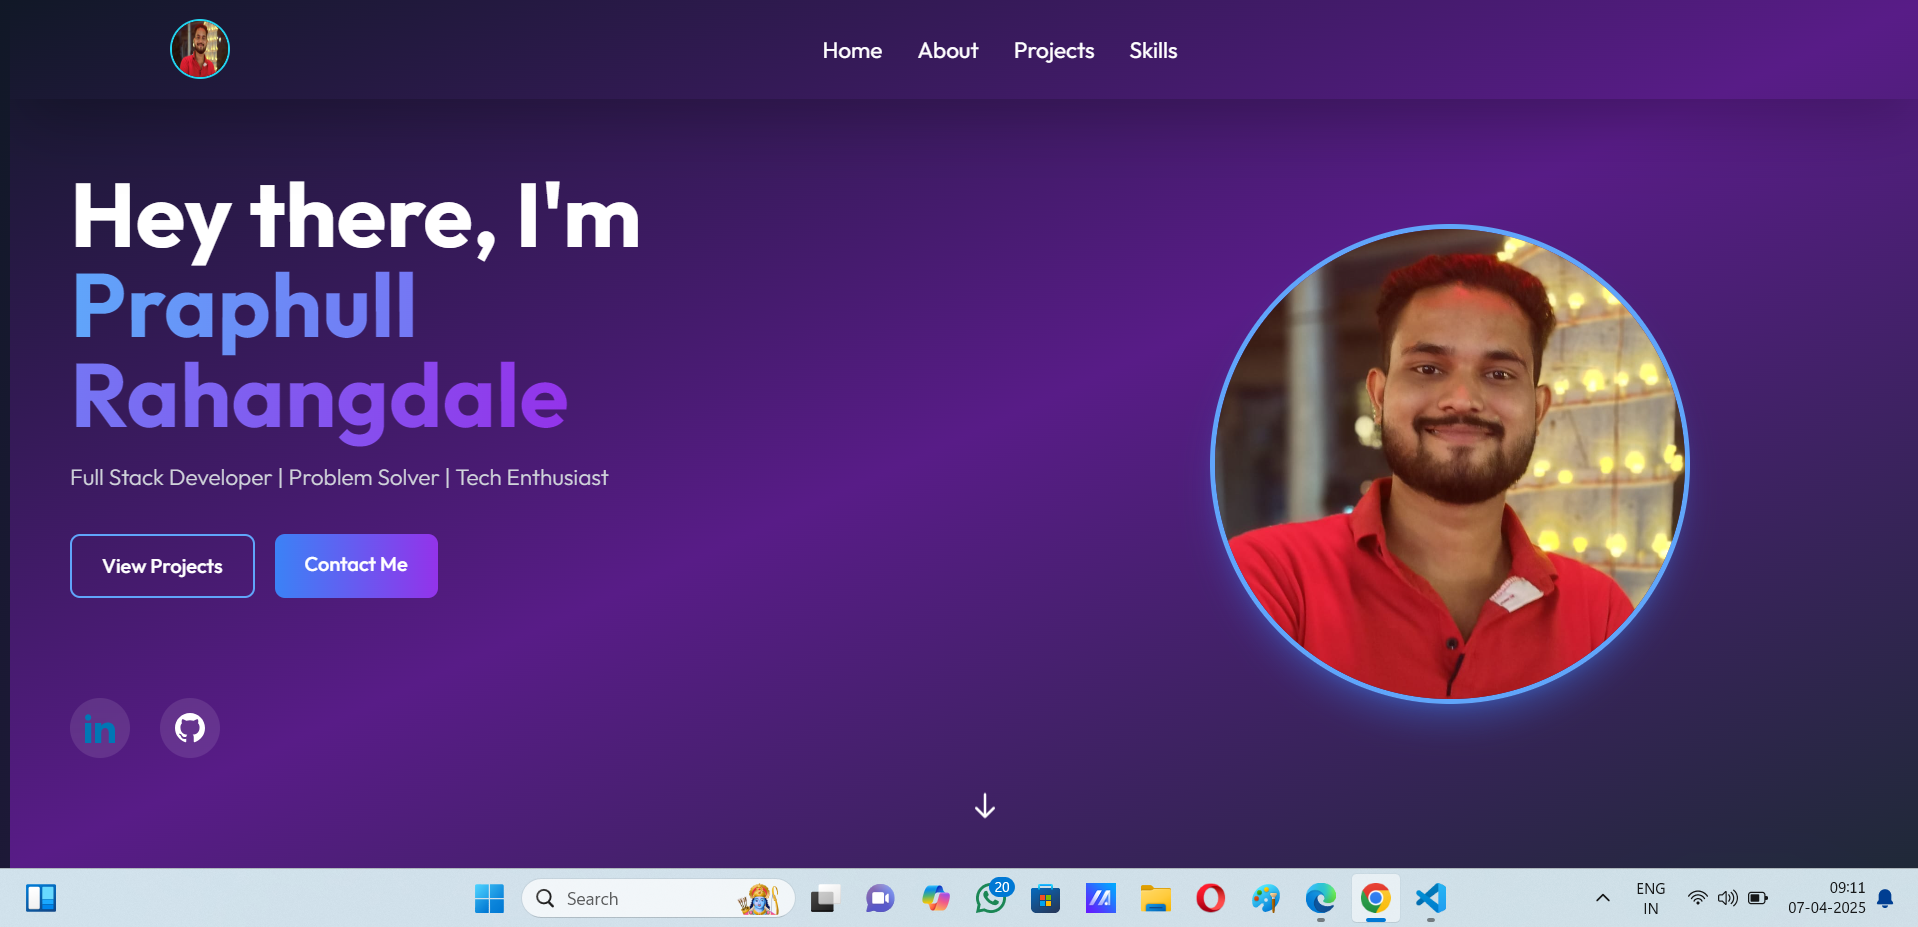 Home About Projects Skills
Hey there, I'm
Praphull
Rahangdale
Full Stack Developer | Problem Solver | Tech Enthusiast
View Projects Contact Me
in
Search
20
ENG
IN
09:11
07-04-2025